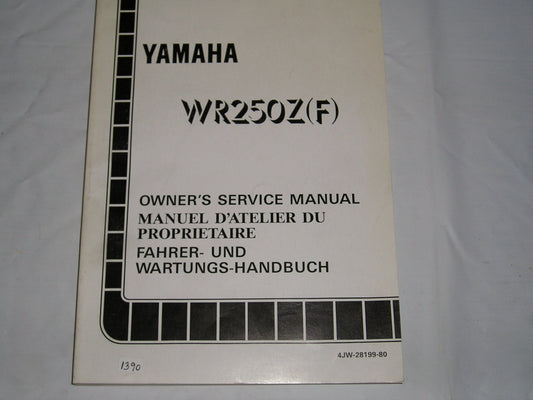 YAMAHA
WR250Z(F)
OWNER'S SERVICE MANUAL
MANUEL D'ATELIER DU
PROPRIETAIRE
FAHRER- UND
WARTUNGS-HANDBUCH
1390
4JW-28199-80